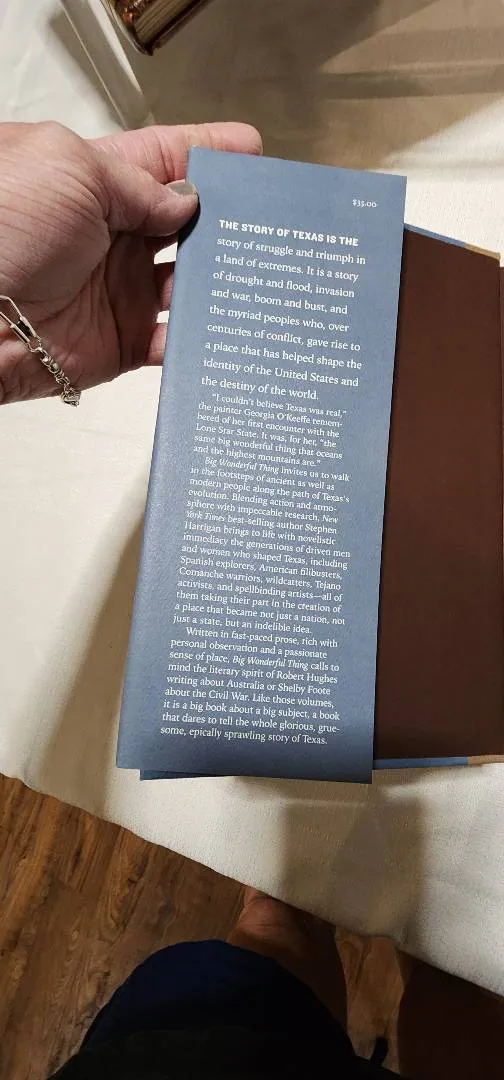 $35.00
THE STORY OF TEXAS IS THE
story of struggle and triumph in
a land of extremes. It is a story
of drought and flood, invasion
and war, boom and bust, and
the myriad peoples who, over
centuries of conflict, gave rise to
a place that has helped shape the
identity of the United States and
the destiny of the world.
"I couldn't believe Texas was real,"
the painter Georgia O'Keeffe remem-
bered of her first encounter with the
Lone Star State. It was, for her, "the
same big wonderful thing that oceans
and the highest mountains are."
Big Wonderful Thing invites us to walk
in the footsteps of ancient as well as
modern people along the path of Texas's
evolution. Blending action and atmo-
sphere with impeccable research, New
York Times best-selling author Stephen
Harrigan brings to life with novelistic
immediacy the generations of driven men
and women who shaped Texas, including
Spanish explorers, American filibusters,
Comanche warriors, wildcatters, Tejano
activists, and spellbinding artists—all of
them taking their part in the creation of
a place that became not just a nation, not
just a state, but an indelible idea.
Written in fast-paced prose, rich with
personal observation and a passionate
sense of place, Big Wonderful Thing calls to
mind the literary spirit of Robert Hughes
writing about Australia or Shelby Foote
about the Civil War. Like those volumes,
it is a big book about a big subject, a book
that dares to tell the whole glorious, grue-
some, epically sprawling story of Texas.